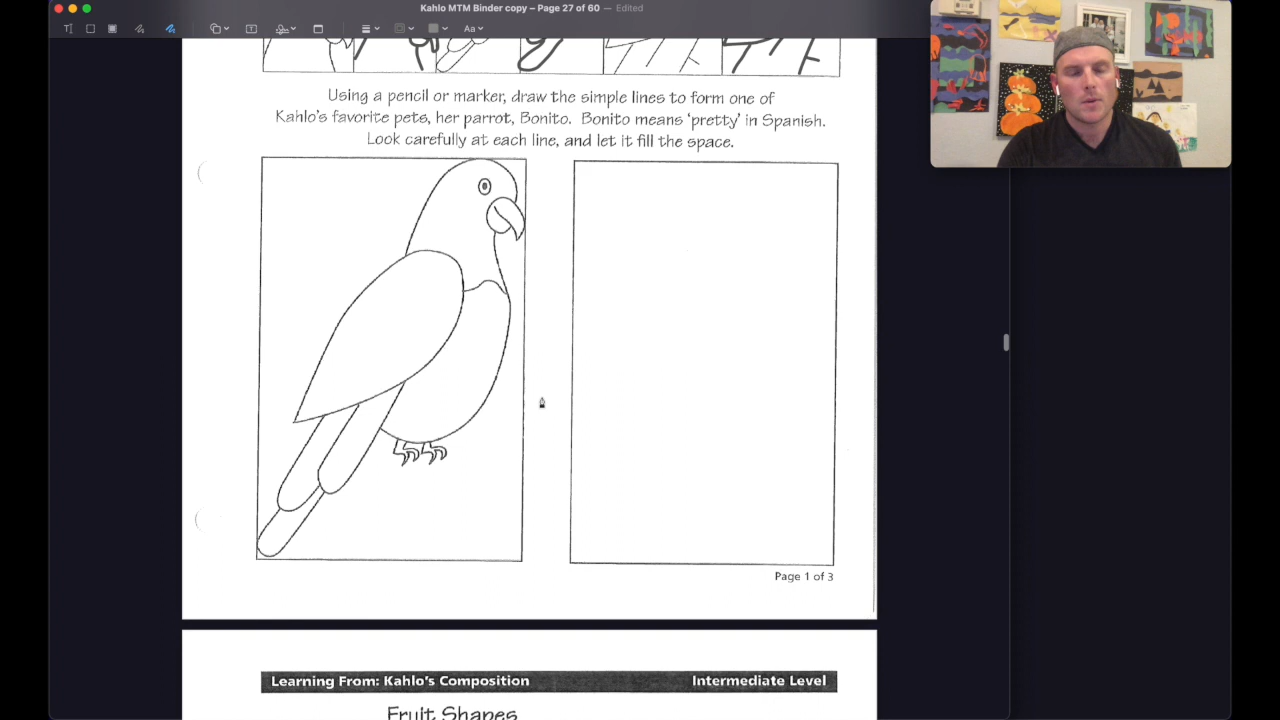 Kahlo MTM Binder copy – Page 27 of 60 — Edited
Aa
Using a pencil or marker, draw the simple lines to form one of
Kahlo's favorite pets, her parrot, Bonito. Bonito means 'pretty' in Spanish.
Look carefully at each line, and let it fill the space.
Page 1 of 3
Learning From: Kahlo's Composition Intermediate Level
Fruit Shapes